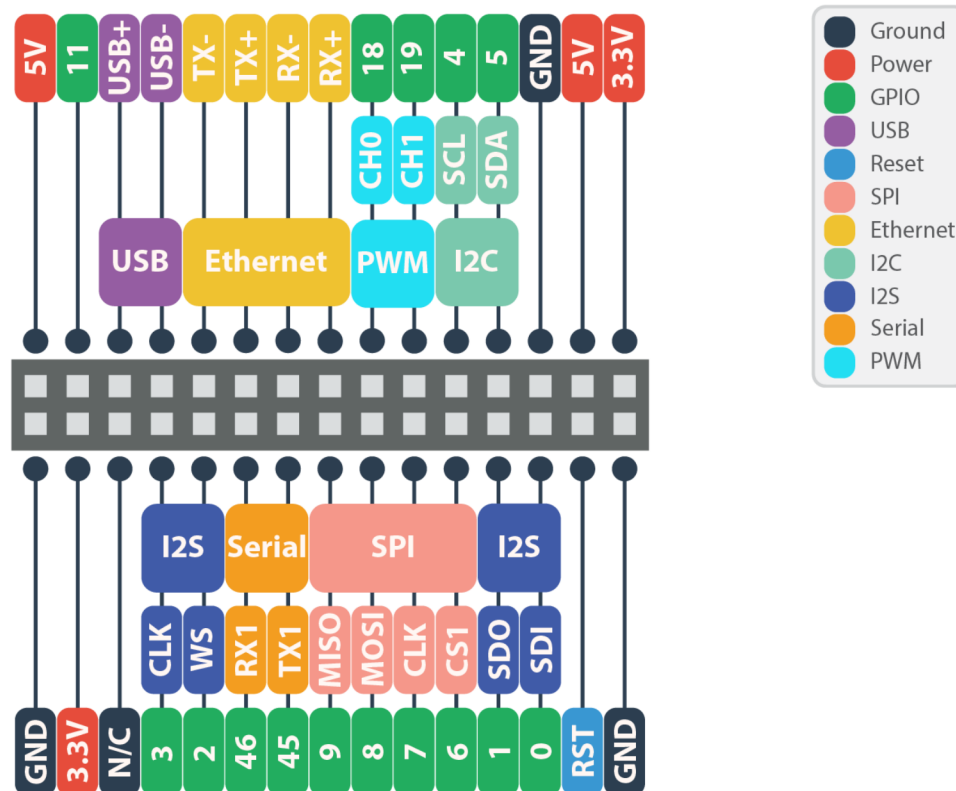 5V 11 USB+ USB- TX- TX+ RX- RX+ 18 19 4 5 GND 5V 3.3V
CH0 CH1 SCL SDA
USB Ethernet PWM I2C
I2S Serial SPI I2S
CLK WS RX1 TX1 MISO MOSI CLK CS1 SDO SDI
GND 3.3V N/C 3 2 46 45 9 8 7 6 1 0 RST GND
Ground
Power
GPIO
USB
Reset
SPI
Ethernet
I2C
I2S
Serial
PWM